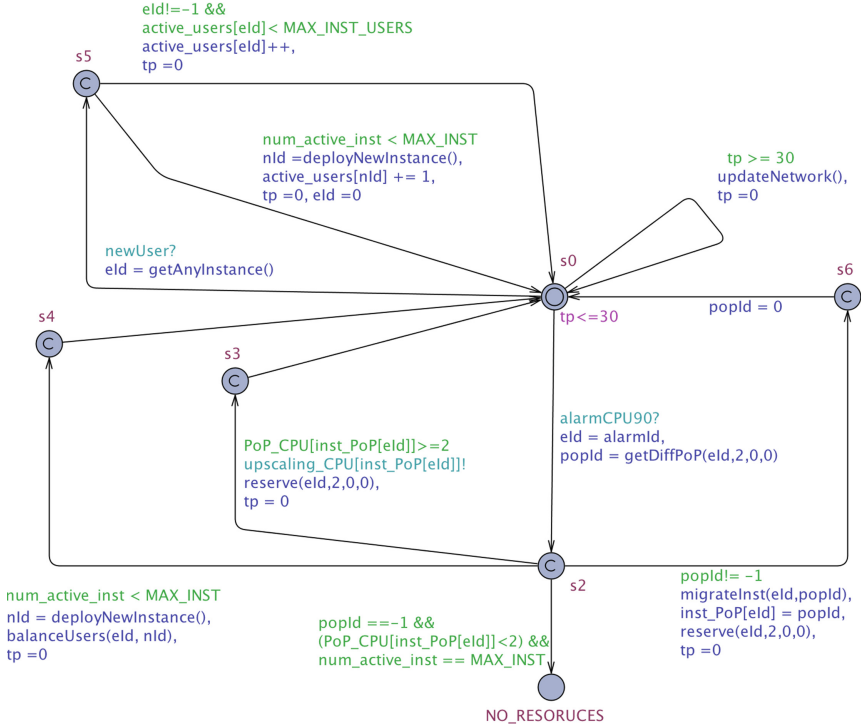 eId!=-1 &&
active_users[eId]< MAX_INST_USERS
active_users[eId]++,
tp =0
s5
C
num_active_inst < MAX_INST
nId =deployNewInstance(),
active_users[nId] += 1,
tp =0, eId =0
tp >= 30
updateNetwork(),
tp =0
newUser?
eId = getAnyInstance()
s0
tp<=30
s6
C
popId = 0
s4
C
s3
C
alarmCPU90?
eId = alarmId,
popId = getDiffPoP(eId,2,0,0)
PoP_CPU[inst_PoP[eId]]>=2
upscaling_CPU[inst_PoP[eId]]!
reserve(eId,2,0,0),
tp = 0
C
s2
num_active_inst < MAX_INST
nId = deployNewInstance(),
balanceUsers(eId, nId),
tp =0
popId ==-1 &&
(PoP_CPU[inst_PoP[eId]]<2) &&
num_active_inst == MAX_INST
popId!= -1
migrateInst(eId,popId),
inst_PoP[eId] = popId,
reserve(eId,2,0,0),
tp =0
NO_RESORUCES